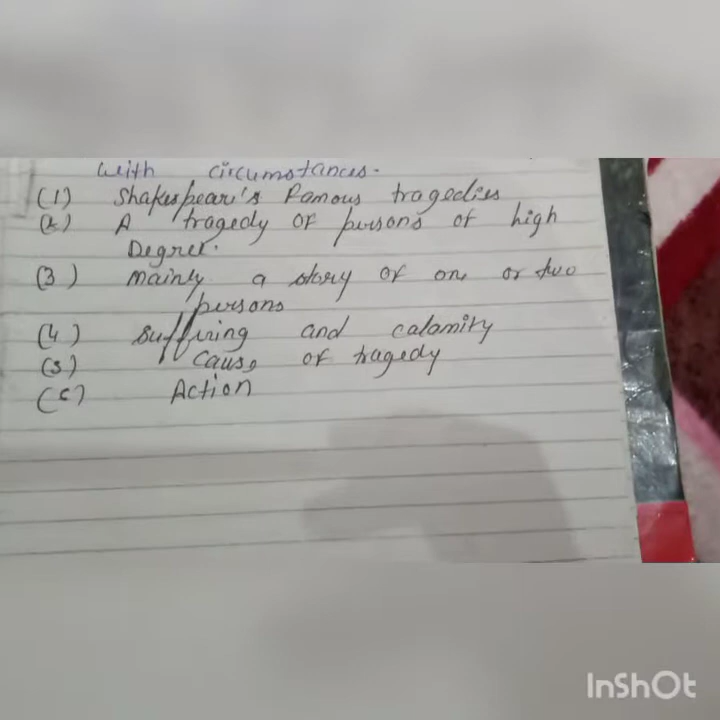 with circumstances.
(1) Shakespear's Famous tragedies
(2) A tragedy OF persons of high
Degree.
(3) mainly a story OF one or two
persons
(4) suffering and calamity
(5) Cause OF tragedy
(6) Action
InShOt